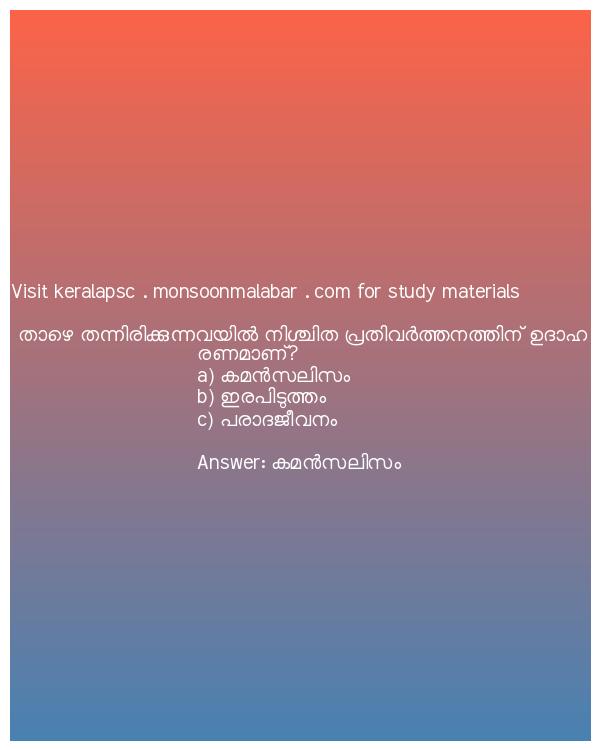 Visit keralapsc . monsoonmalabar . com for study materials
താഴെ തന്നിരിക്കുന്നവയിൽ നിശ്ചിത പ്രതിവർത്തനത്തിന് ഉദാഹ
രണമാണ്?
a) കമൻസലിസം
b) ഇരപിടുത്തം
c) പരാദജീവനം
Answer: കമൻസലിസം